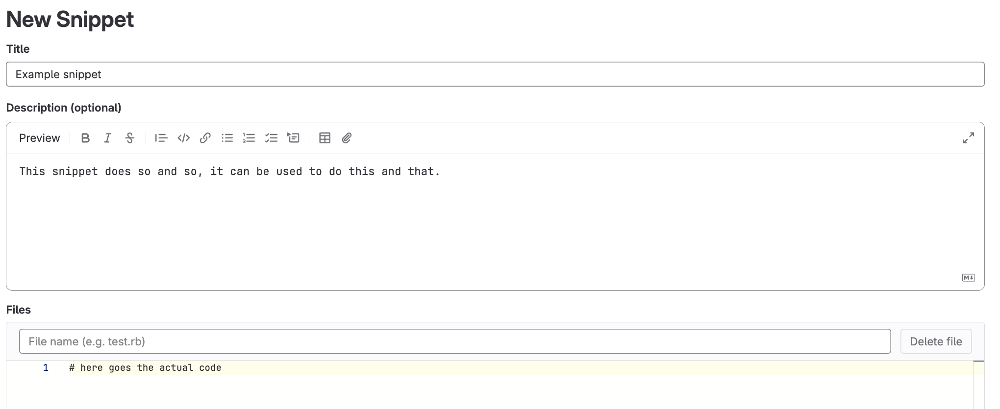 New Snippet
Title
Example snippet
Description (optional)
Preview
This snippet does so and so, it can be used to do this and that.
M
Files
File name (e.g. test.rb)
Delete file
1 # here goes the actual code